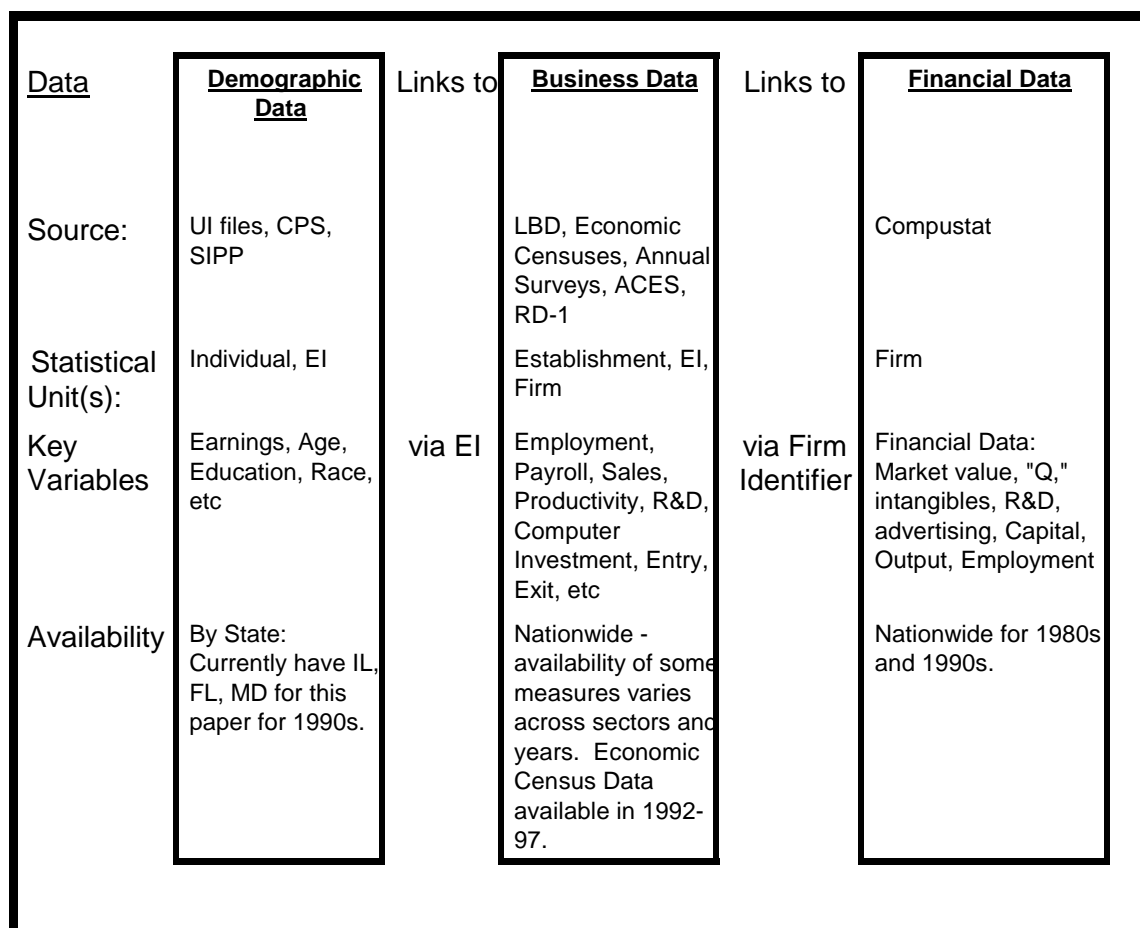 Data
Demographic
Data
Links to
Business Data
Links to
Financial Data
Source:
UI files, CPS,
SIPP
LBD, Economic
Censuses, Annual
Surveys, ACES,
RD-1
Compustat
Statistical
Unit(s):
Individual, EI
Establishment, EI,
Firm
Firm
Key
Variables
Earnings, Age,
Education, Race,
etc
via EI
Employment,
Payroll, Sales,
Productivity, R&D,
Computer
Investment, Entry,
Exit, etc
via Firm
Identifier
Financial Data:
Market value, "Q,"
intangibles, R&D,
advertising, Capital,
Output, Employment
Availability
By State:
Currently have IL,
FL, MD for this
paper for 1990s.
Nationwide -
availability of some
measures varies
across sectors and
years.  Economic
Census Data
available in 1992-
97.
Nationwide for 1980s
and 1990s.